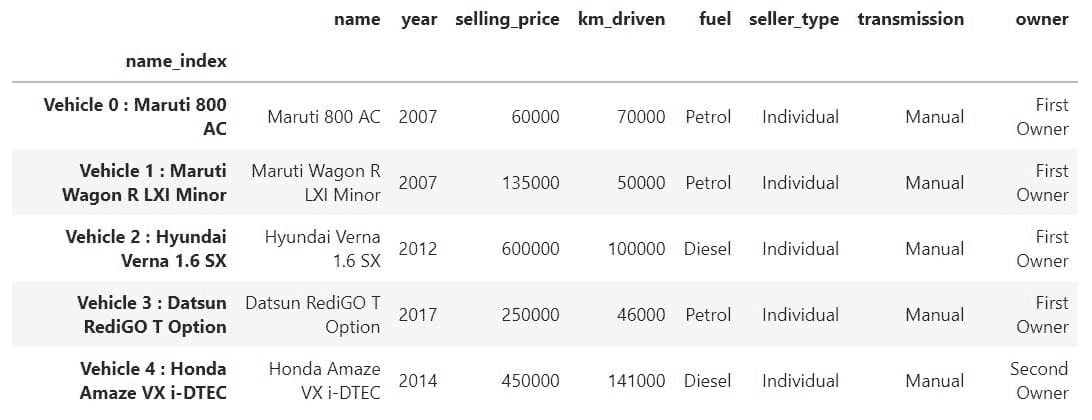 name year selling_price km_driven fuel seller_type transmission owner
name_index
Vehicle 0 : Maruti 800 AC Maruti 800 AC 2007 60000 70000 Petrol Individual Manual First Owner
Vehicle 1 : Maruti Wagon R LXI Minor Maruti Wagon R LXI Minor 2007 135000 50000 Petrol Individual Manual First Owner
Vehicle 2 : Hyundai Verna 1.6 SX Hyundai Verna 1.6 SX 2012 600000 100000 Diesel Individual Manual First Owner
Vehicle 3 : Datsun RediGO T Option Datsun RediGO T Option 2017 250000 46000 Petrol Individual Manual First Owner
Vehicle 4 : Honda Amaze VX i-DTEC Honda Amaze VX i-DTEC 2014 450000 141000 Diesel Individual Manual Second Owner